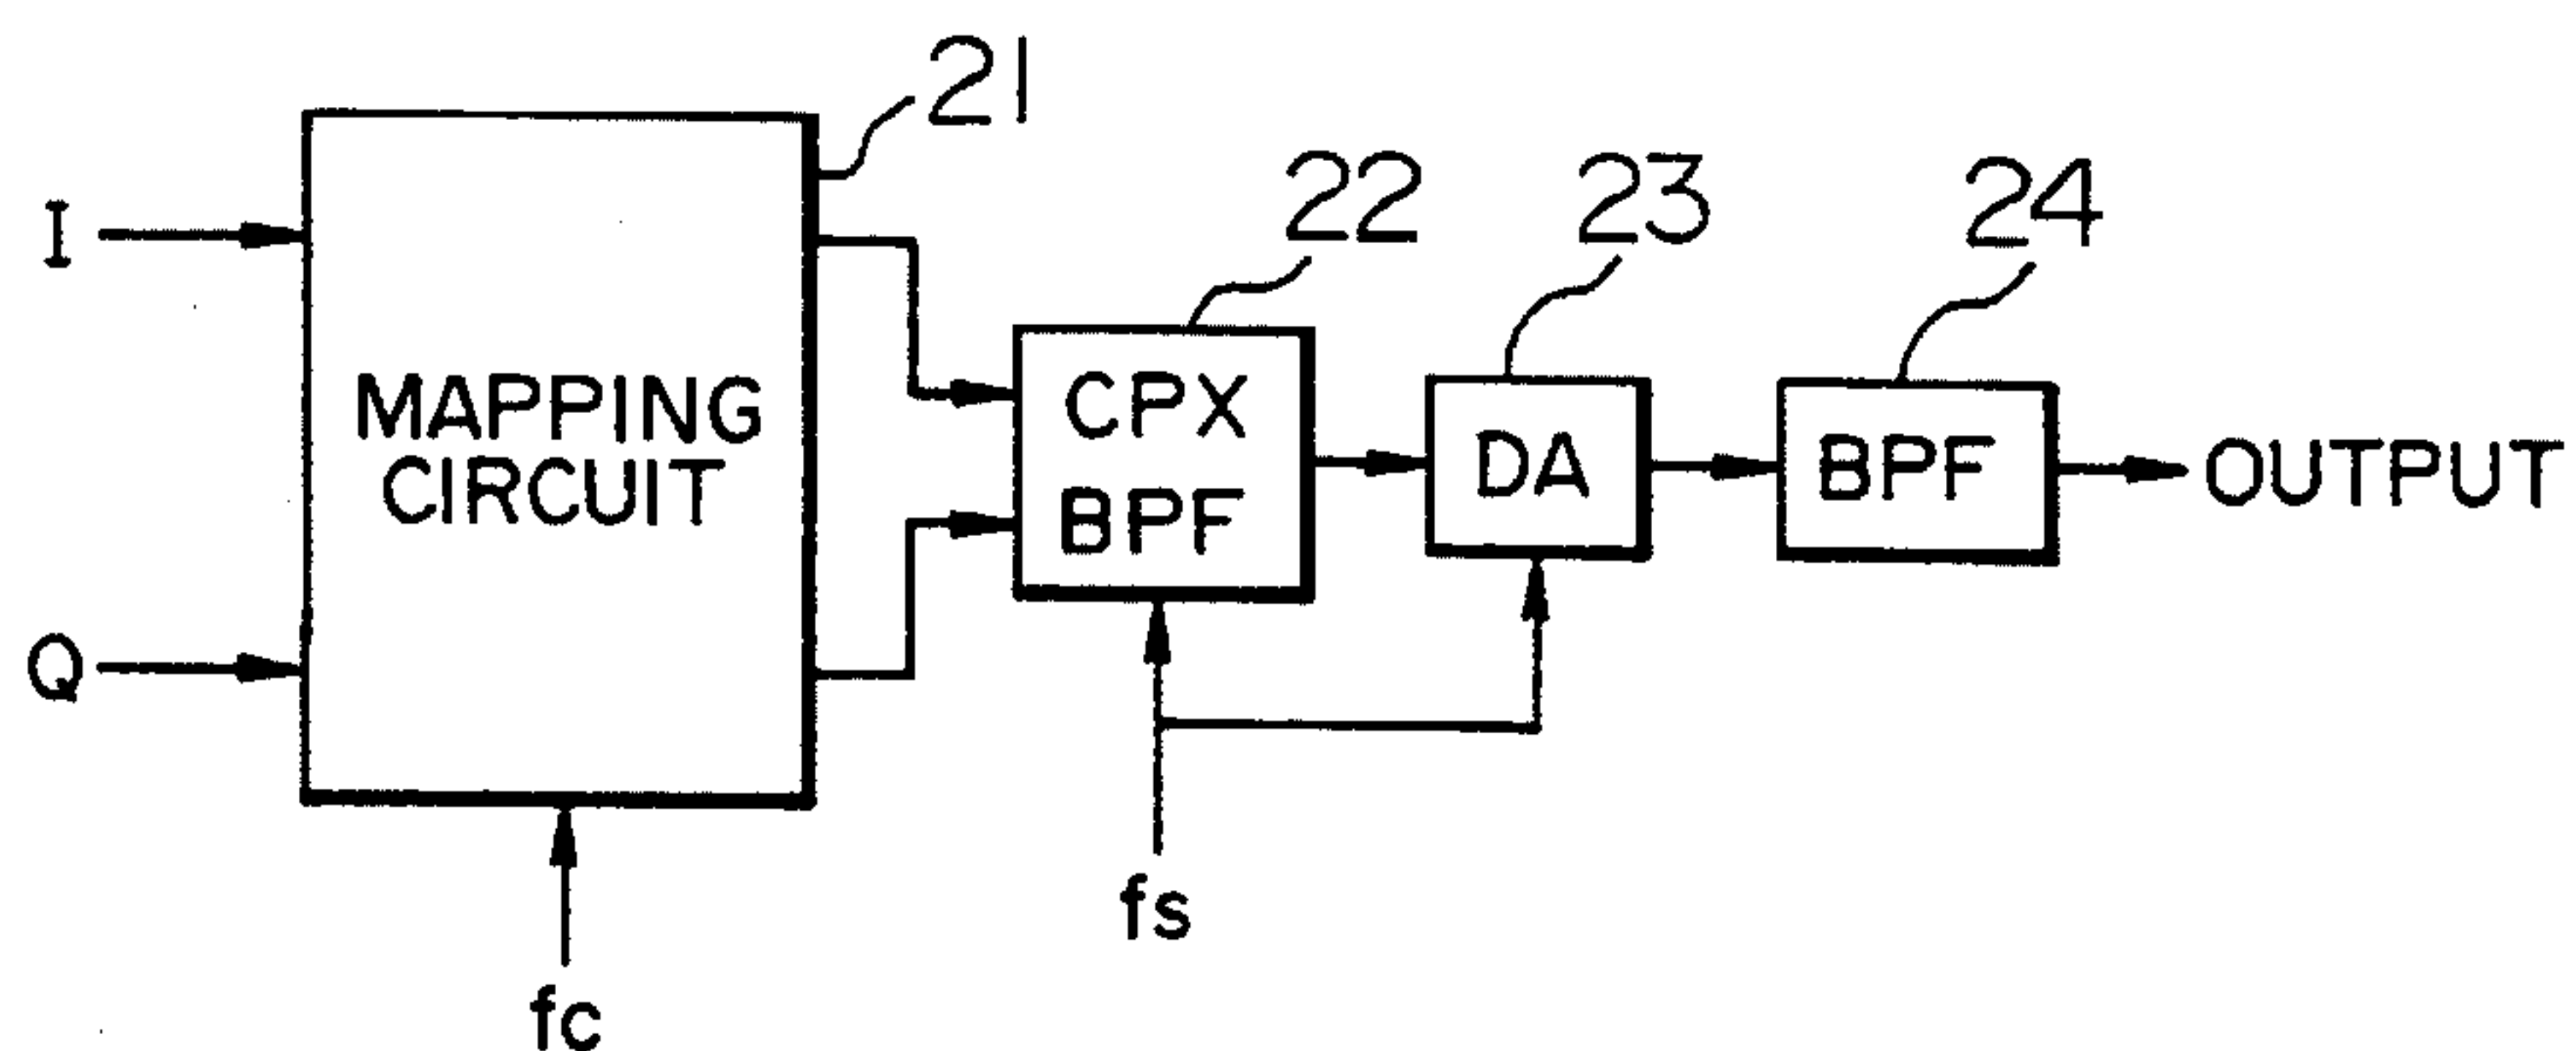 21
22
23
24
I
Q
MAPPING
CIRCUIT
CPX
BPF
DA
BPF
OUTPUT
fs
fc